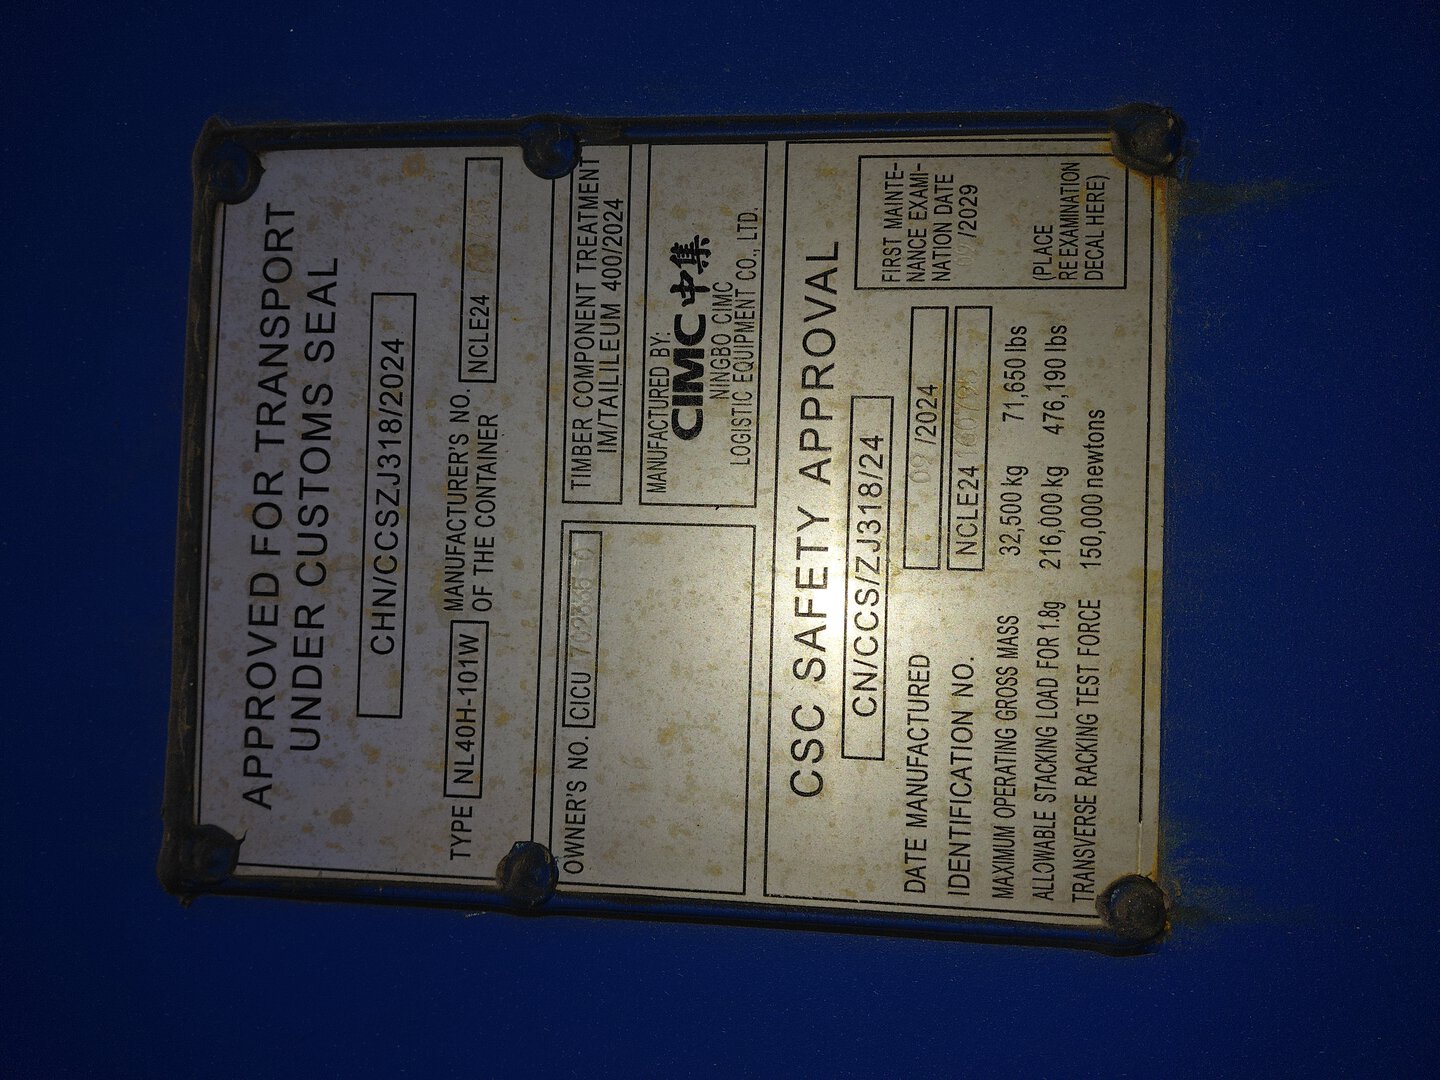 APPROVED FOR TRANSPORT
UNDER CUSTOMS SEAL
CHN/CCSZJ318/2024
TYPE NL40H-101W MANUFACTURER'S NO.
OF THE CONTAINER NCLE24
TIMBER COMPONENT TREATMENT
IM/TAILILEUM 400/2024
OWNER'S NO. CICU
MANUFACTURED BY:
CIMC 中集
NINGBO CIMC
LOGISTIC EQUIPMENT CO., LTD.
CSC SAFETY APPROVAL
CN/CCS/ZJ318/24
DATE MANUFACTURED 09/2024
IDENTIFICATION NO. NCLE24
MAXIMUM OPERATING GROSS MASS 32,500 kg 71,650 lbs
ALLOWABLE STACKING LOAD FOR 1.8g 216,000 kg 476,190 lbs
TRANSVERSE RACKING TEST FORCE 150,000 newtons
FIRST MAINTE-
NANCE EXAMI-
NATION DATE
/2029
(PLACE
REEXAMINATION
DECAL HERE)